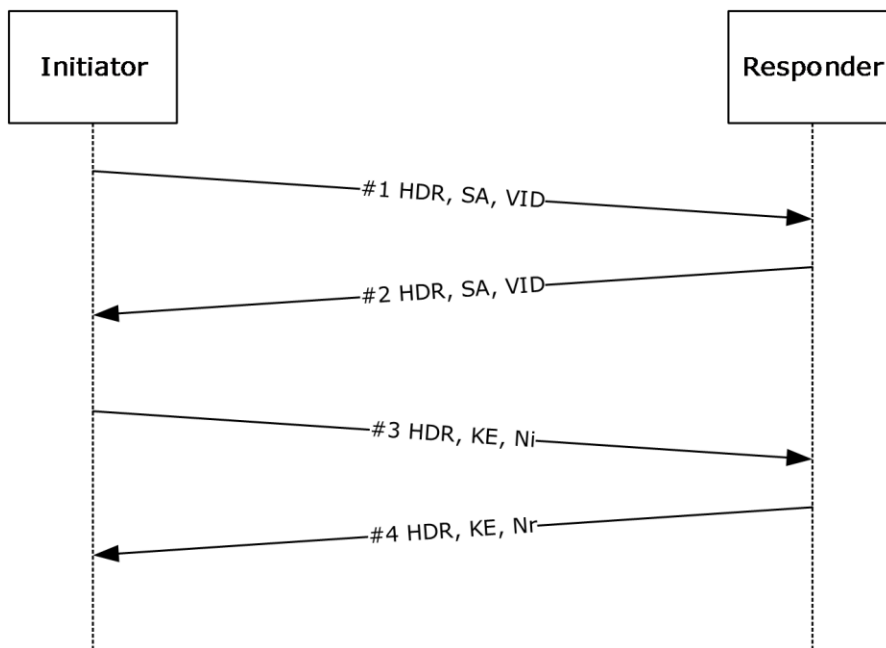 Initiator
Responder
#1 HDR, SA, VID
#2 HDR, SA, VID
#3 HDR, KE, Ni
#4 HDR, KE, Nr